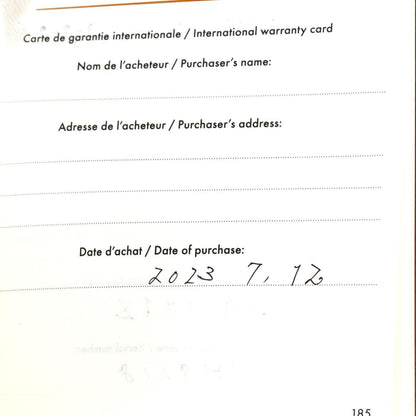 Carte de garantie internationale / International warranty card
Nom de l'acheteur / Purchaser's name:
Adresse de l'acheteur / Purchaser's address:
Date d'achat / Date of purchase:
2023 7, 12
185